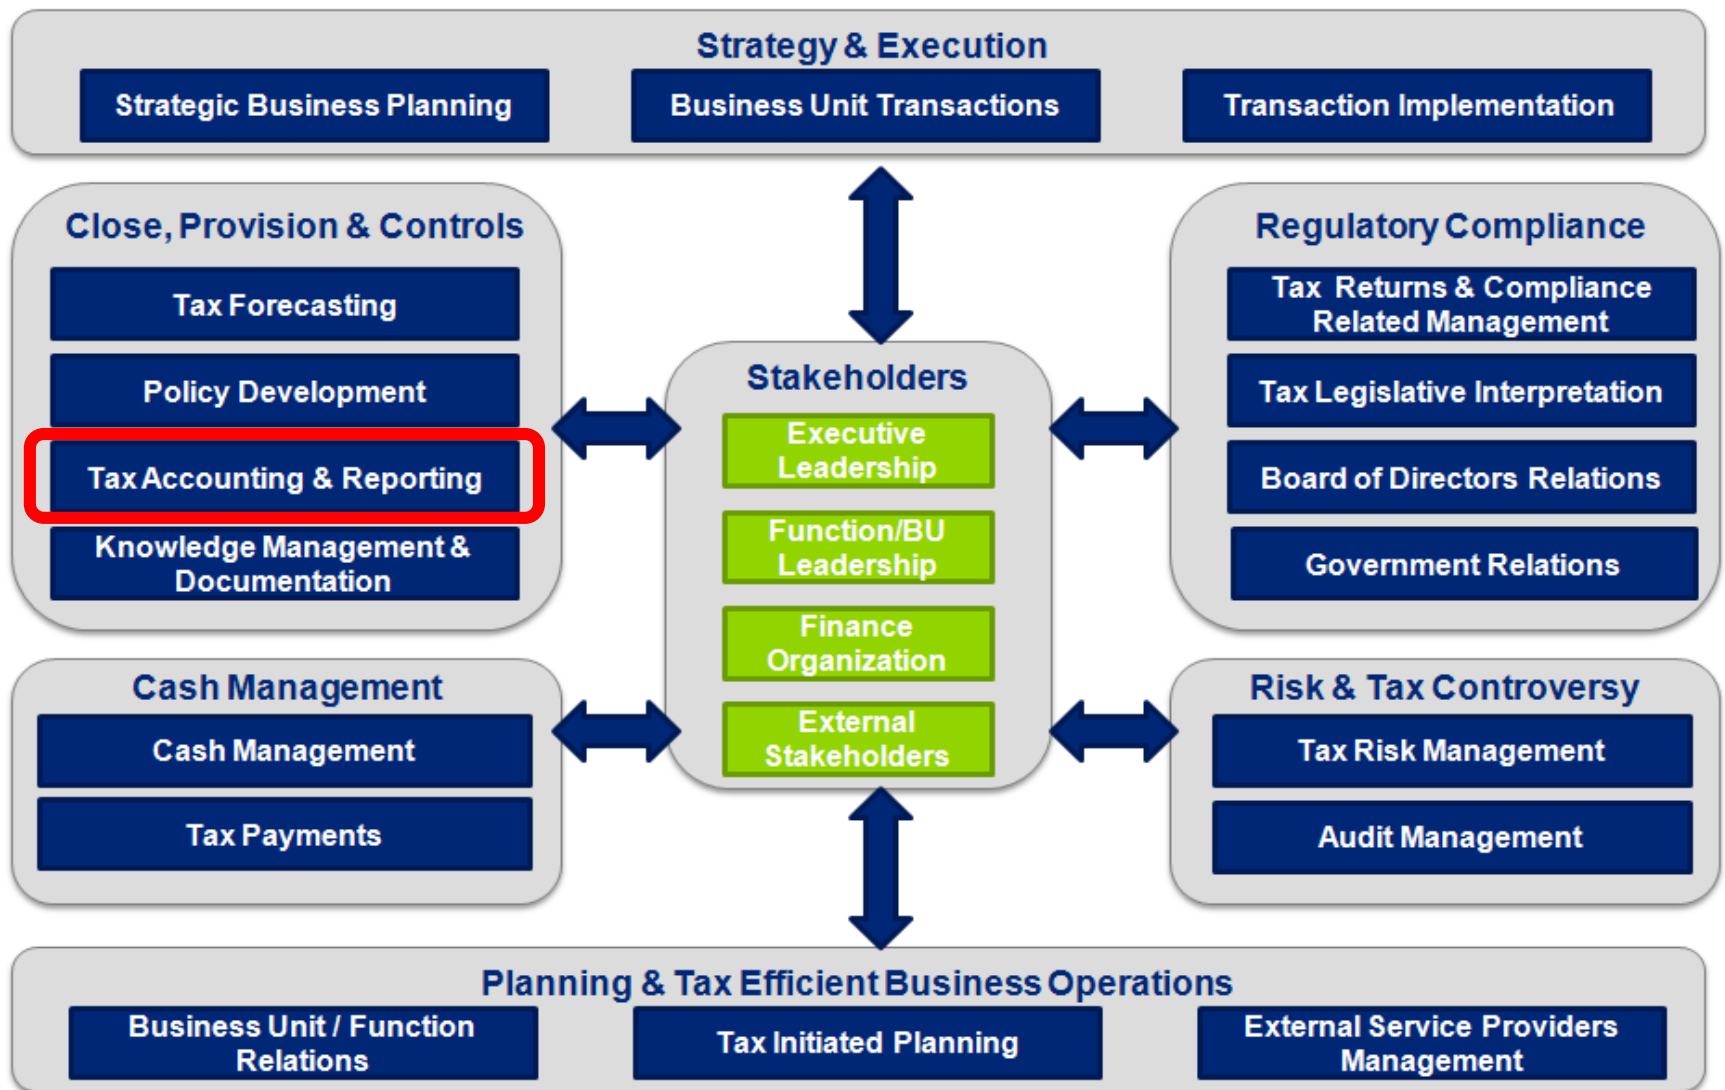 Strategy & Execution
Strategic Business Planning
Business Unit Transactions
Transaction Implementation
Close, Provision & Controls
Tax Forecasting
Policy Development
Tax Accounting & Reporting
Knowledge Management &
Documentation
Stakeholders
Executive
Leadership
Function/BU
Leadership
Finance
Organization
External
Stakeholders
Regulatory Compliance
Tax Returns & Compliance
Related Management
Tax Legislative Interpretation
Board of Directors Relations
Government Relations
Cash Management
Cash Management
Tax Payments
Risk & Tax Controversy
Tax Risk Management
Audit Management
Planning & Tax Efficient Business Operations
Business Unit / Function
Relations
Tax Initiated Planning
External Service Providers
Management